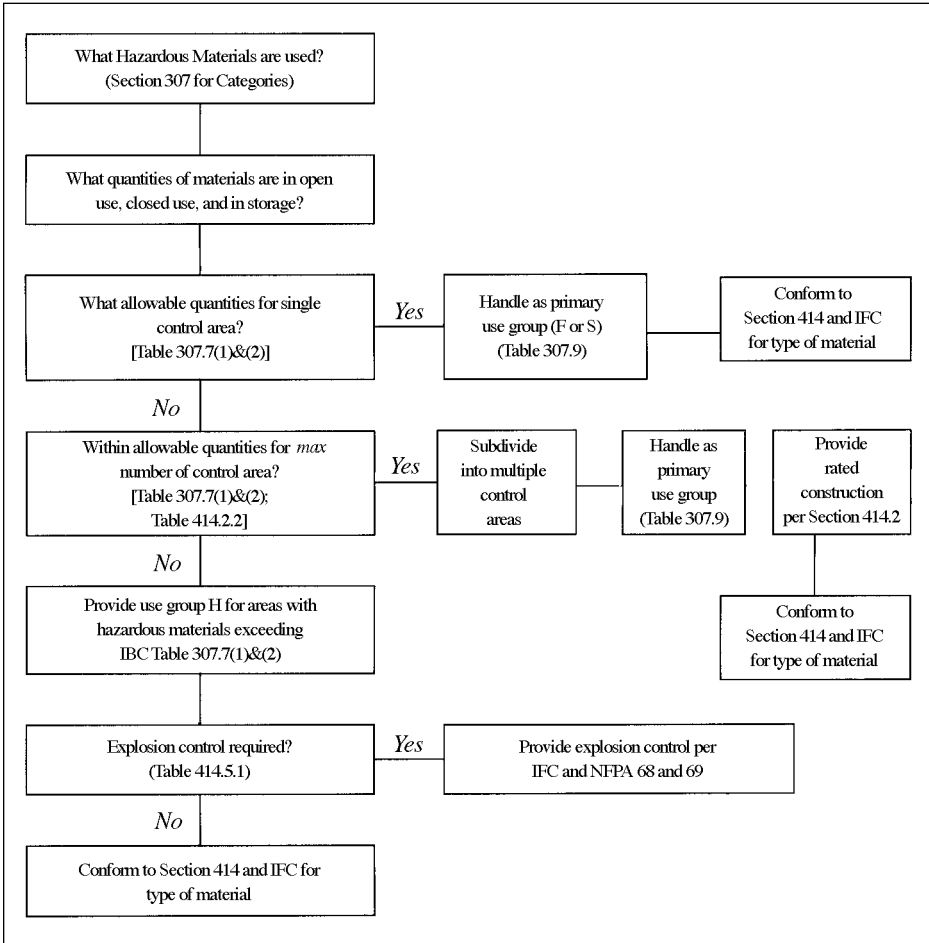 What Hazardous Materials are used?
(Section 307 for Categories)
What quantities of materials are in open
use, closed use, and in storage?
What allowable quantities for single
control area?
[Table 307.7(1)&(2)]
Yes
Handle as primary
use group (F or S)
(Table 307.9)
Conform to
Section 414 and IFC
for type of material
No
Within allowable quantities for max
number of control area?
[Table 307.7(1)&(2);
Table 414.2.2]
Yes
Subdivide
into multiple
control
areas
Handle as
primary
use group
(Table 307.9)
Provide
rated
construction
per Section 414.2
Conform to
Section 414 and IFC
for type of material
No
Provide use group H for areas with
hazardous materials exceeding
IBC Table 307.7(1)&(2)
Explosion control required?
(Table 414.5.1)
Yes
Provide explosion control per
IFC and NFPA 68 and 69
No
Conform to Section 414 and IFC for
type of material